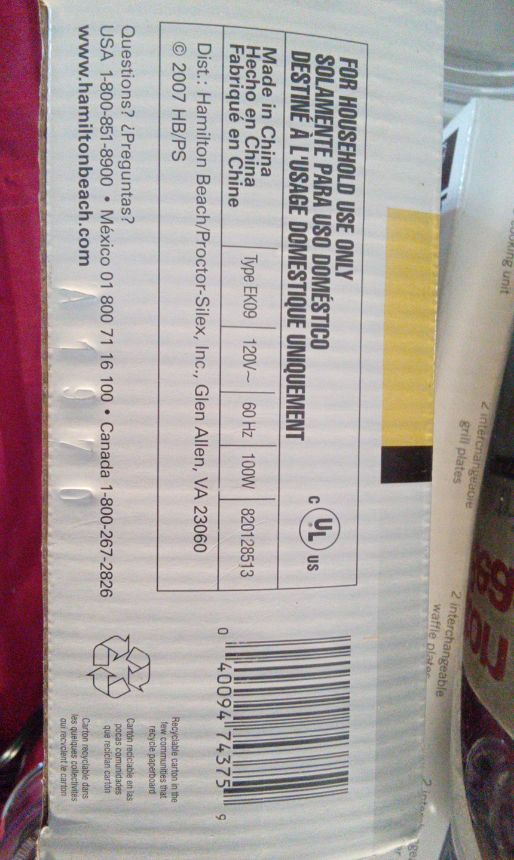 FOR HOUSEHOLD USE ONLY
SOLAMENTE PARA USO DOMÉSTICO
DESTINÉ À L'USAGE DOMESTIQUE UNIQUEMENT
C UL US
Made in China
Hecho en China
Fabriqué en Chine
Type EK09 120V~ 60 Hz 100W 820128513
Dist.: Hamilton Beach/Proctor-Silex, Inc., Glen Allen, VA 23060
© 2007 HB/PS
Questions? ¿Preguntas?
USA 1-800-851-8900 • México 01 800 71 16 100 • Canada 1-800-267-2826
www.hamiltonbeach.com
A1970
0 40094 74375 9
Recyclable carton in the
few communities that
recycle paperboard
Cartón reciclable en las
pocas comunidades
que reciclan cartón
Carton recyclable dans
les quelques collectivités
qui recyclent le carton
unit
2 interchangeable
grill plates
2 interchangeable
waffle plates